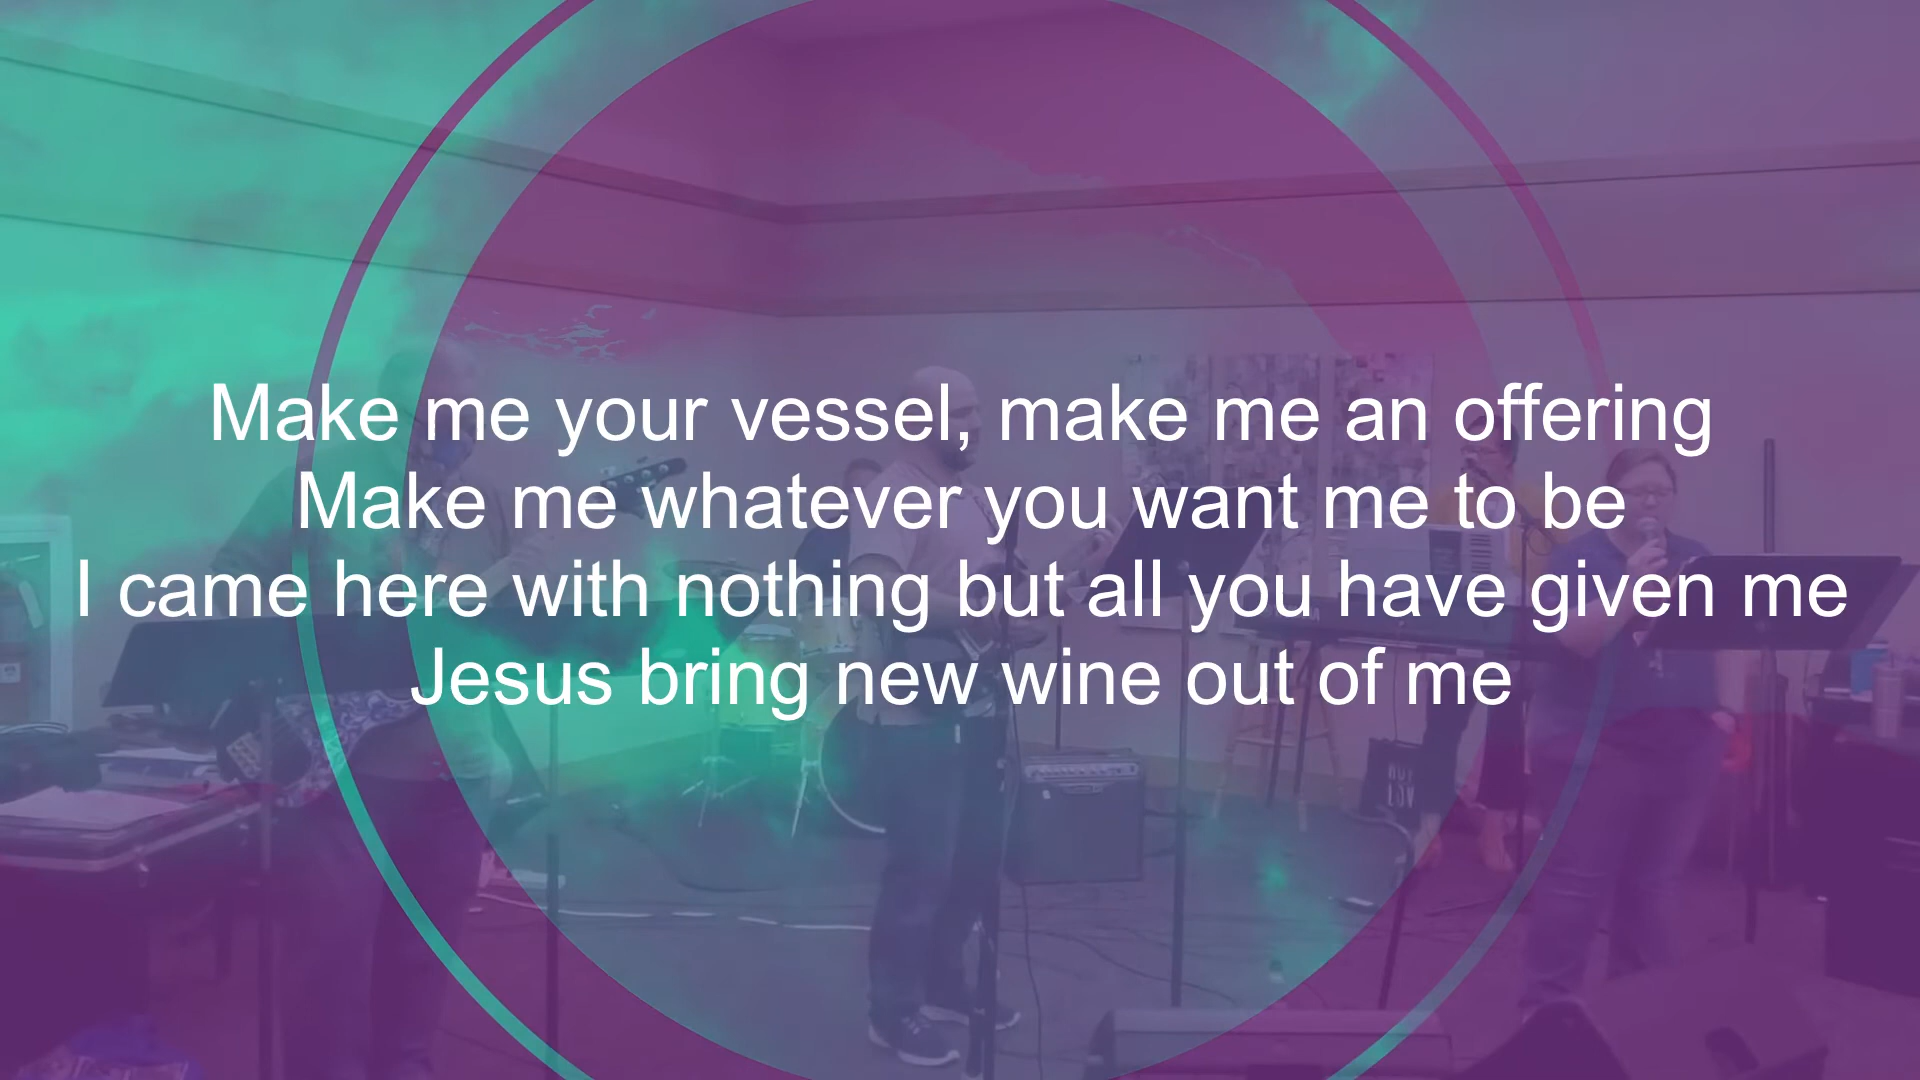 Make me your vessel, make me an offering
Make me whatever you want me to be
I came here with nothing but all you have given me
Jesus bring new wine out of me